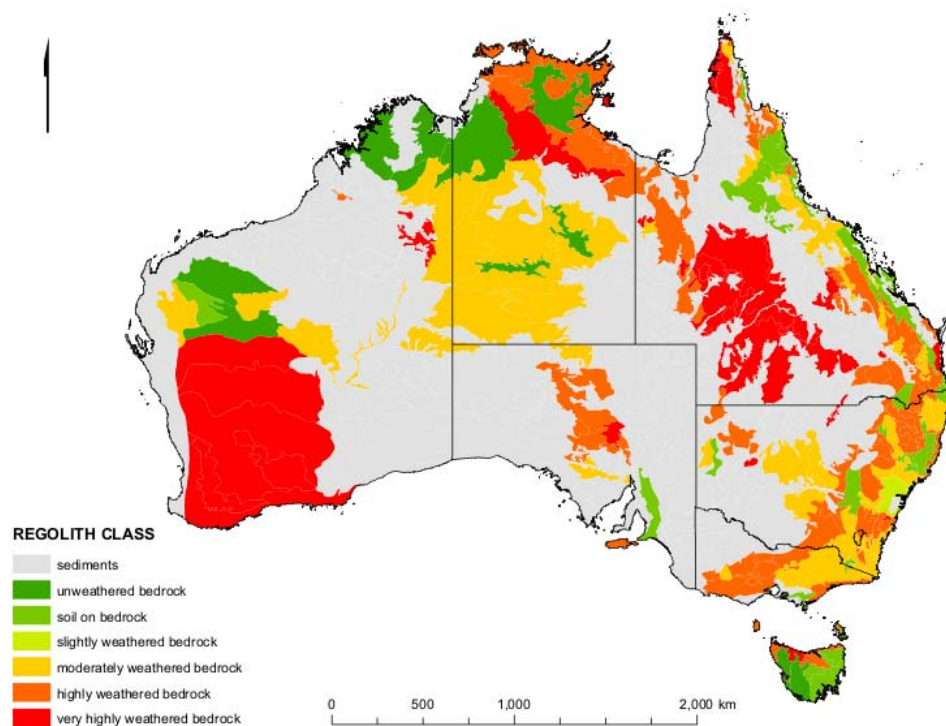 REGOLITH CLASS
sediments
unweathered bedrock
soil on bedrock
slightly weathered bedrock
moderately weathered bedrock
highly weathered bedrock
very highly weathered bedrock
0 500 1,000 2,000 km